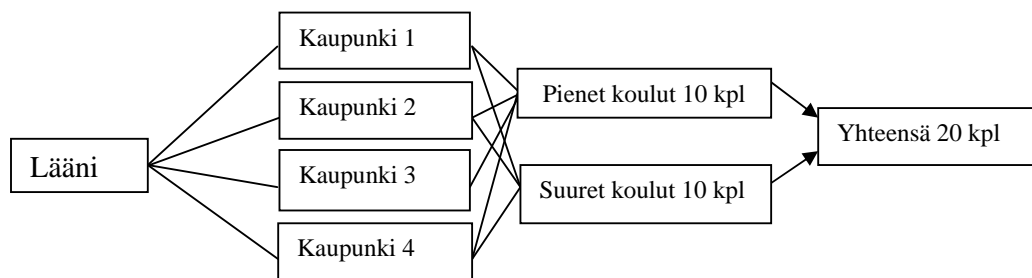 Lääni
Kaupunki 1
Kaupunki 2
Kaupunki 3
Kaupunki 4
Pienet koulut 10 kpl
Suuret koulut 10 kpl
Yhteensä 20 kpl